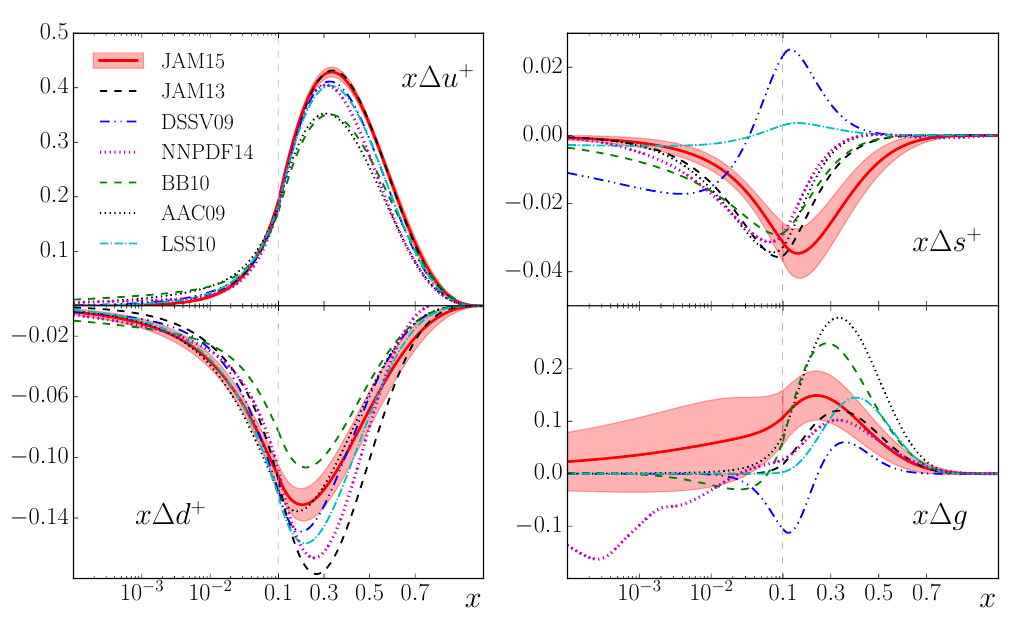 0.5
0.4
0.3
0.2
0.1
JAM15
JAM13
DSSV09
NNPDF14
BB10
AAC09
LSS10
xΔu⁺
0.02
0.00
−0.02
−0.04
xΔs⁺
−0.02
−0.06
−0.10
−0.14
xΔd⁺
10⁻³ 10⁻² 0.1 0.3 0.5 0.7
x
0.2
0.1
0.0
−0.1
xΔg
10⁻³ 10⁻² 0.1 0.3 0.5 0.7
x